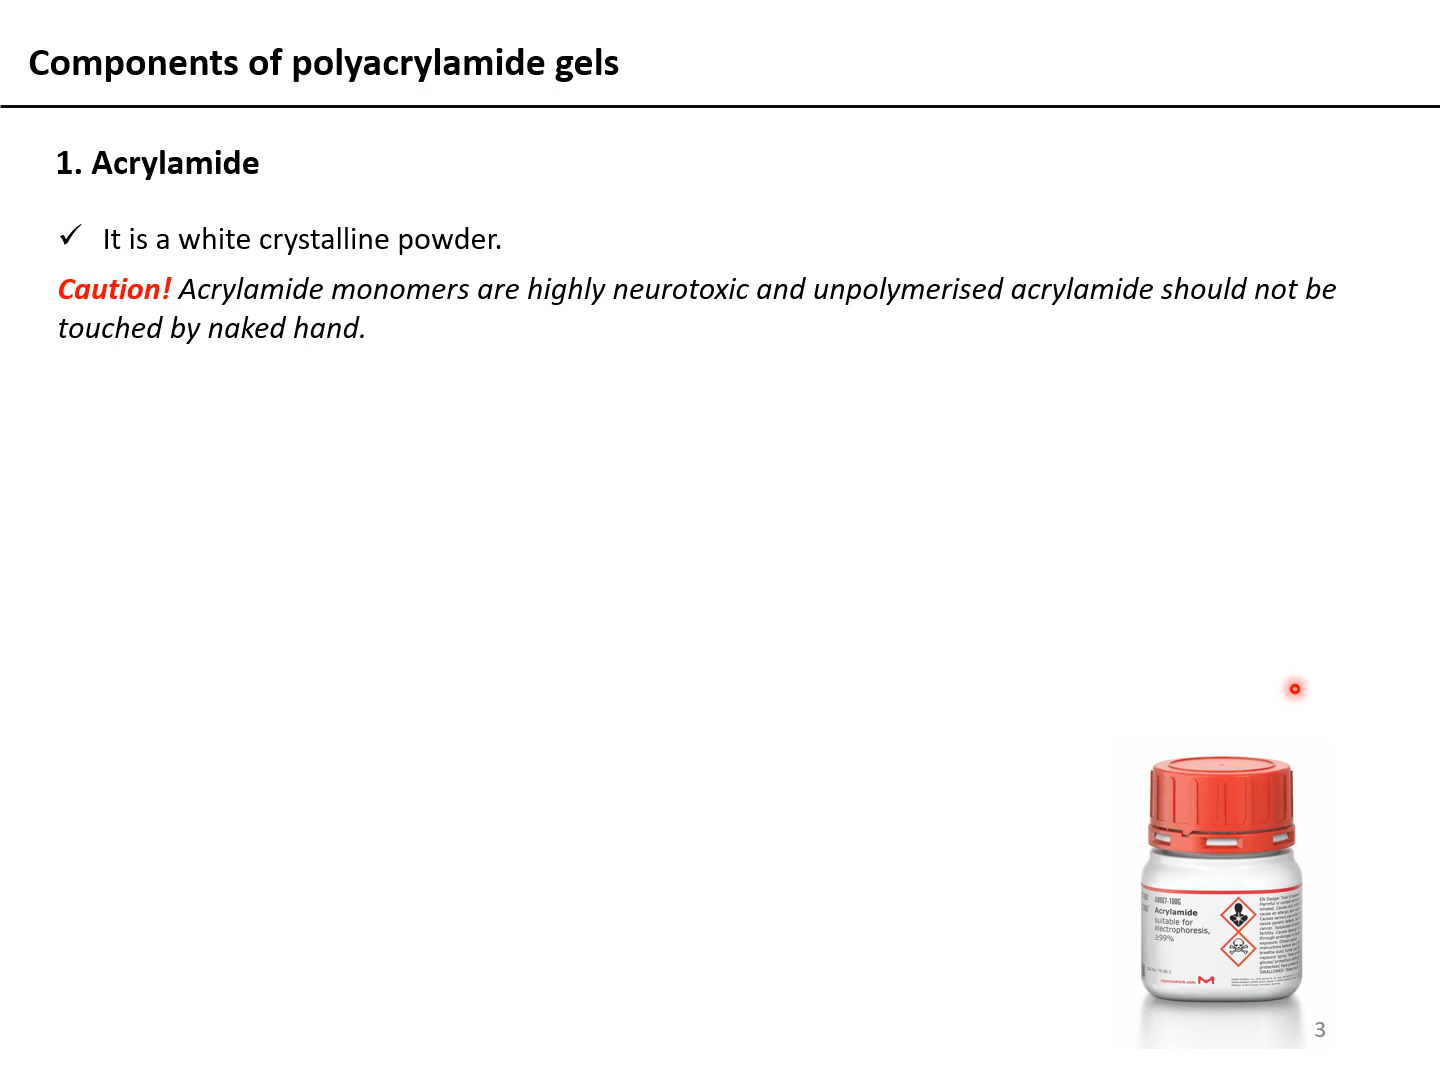 Components of polyacrylamide gels
1. Acrylamide
✓ It is a white crystalline powder.
Caution! Acrylamide monomers are highly neurotoxic and unpolymerised acrylamide should not be
touched by naked hand.
Acrylamide
suitable for
electrophoresis,
≥99%
3